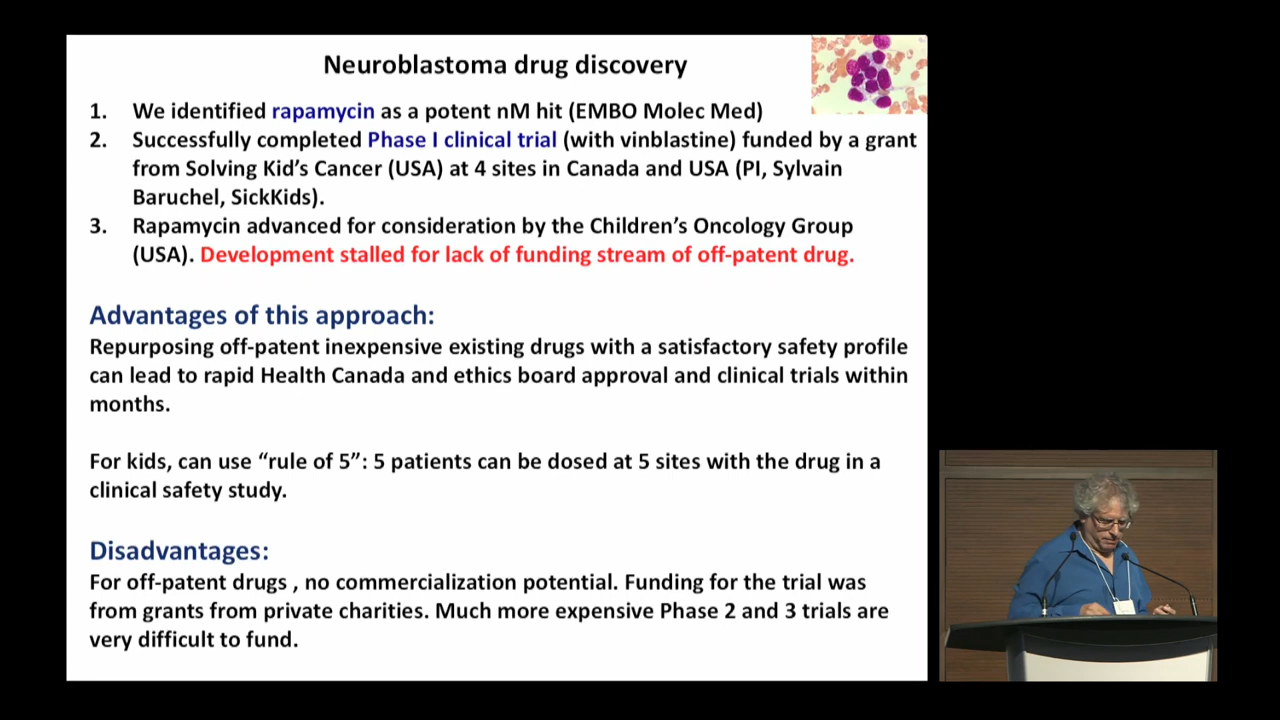 Neuroblastoma drug discovery
1. We identified rapamycin as a potent nM hit (EMBO Molec Med)
2. Successfully completed Phase I clinical trial (with vinblastine) funded by a grant
from Solving Kid’s Cancer (USA) at 4 sites in Canada and USA (PI, Sylvain
Baruchel, SickKids).
3. Rapamycin advanced for consideration by the Children’s Oncology Group
(USA). Development stalled for lack of funding stream of off-patent drug.
Advantages of this approach:
Repurposing off-patent inexpensive existing drugs with a satisfactory safety profile
can lead to rapid Health Canada and ethics board approval and clinical trials within
months.
For kids, can use “rule of 5”: 5 patients can be dosed at 5 sites with the drug in a
clinical safety study.
Disadvantages:
For off-patent drugs , no commercialization potential. Funding for the trial was
from grants from private charities. Much more expensive Phase 2 and 3 trials are
very difficult to fund.